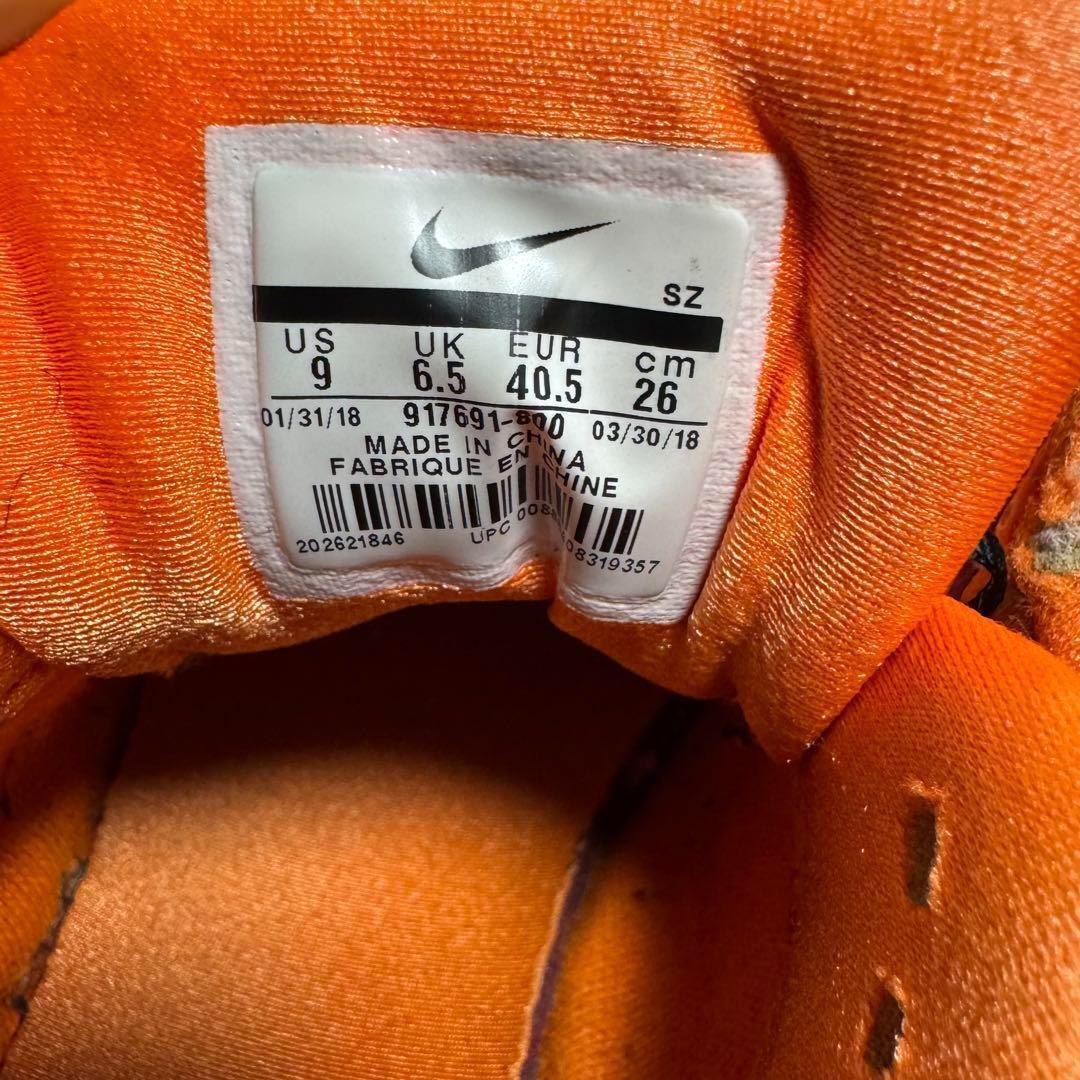 SZ
US UK EUR cm
9 6.5 40.5 26
01/31/18 917691-800 03/30/18
MADE IN CHINA
FABRIQUE EN CHINE
202621846 UPC